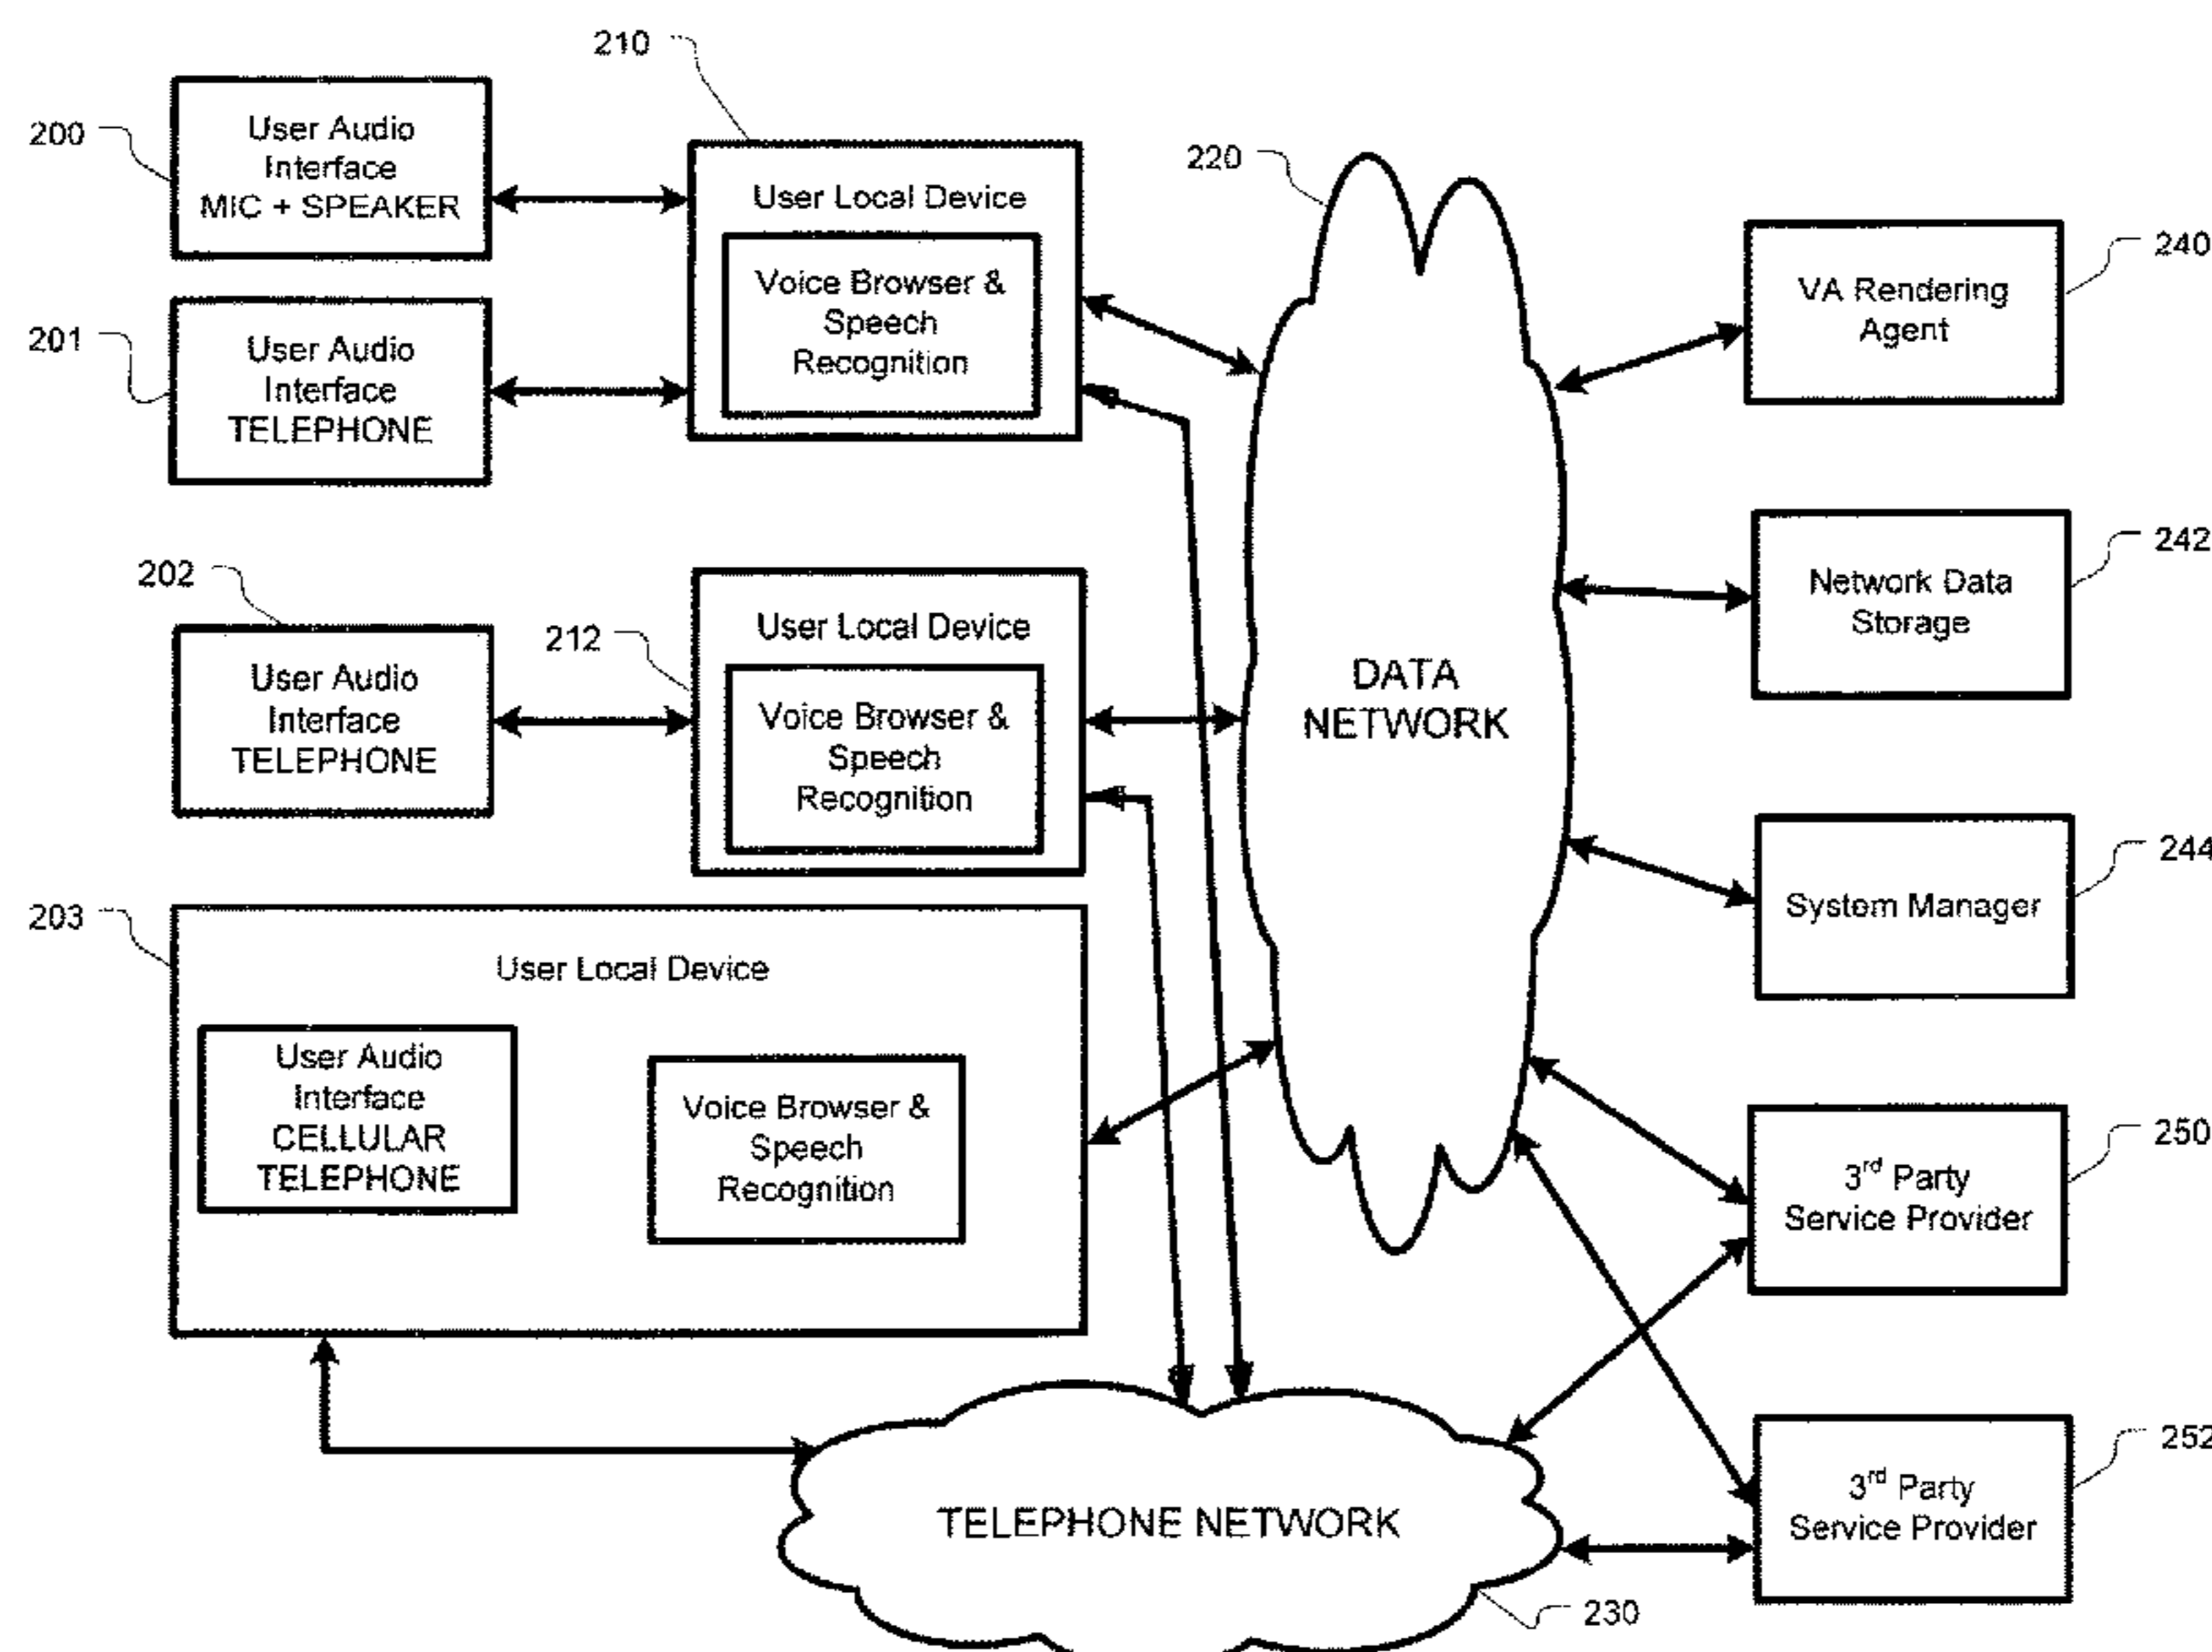 210
200
User Audio
Interface
MIC + SPEAKER
User Local Device
Voice Browser &
Speech
Recognition
201
User Audio
Interface
TELEPHONE
220
VA Rendering
Agent
240
202
User Audio
Interface
TELEPHONE
212
User Local Device
Voice Browser &
Speech
Recognition
DATA
NETWORK
Network Data
Storage
242
System Manager
244
203
User Local Device
User Audio
Interface
CELLULAR
TELEPHONE
Voice Browser &
Speech
Recognition
3rd Party
Service Provider
250
TELEPHONE NETWORK
230
3rd Party
Service Provider
252